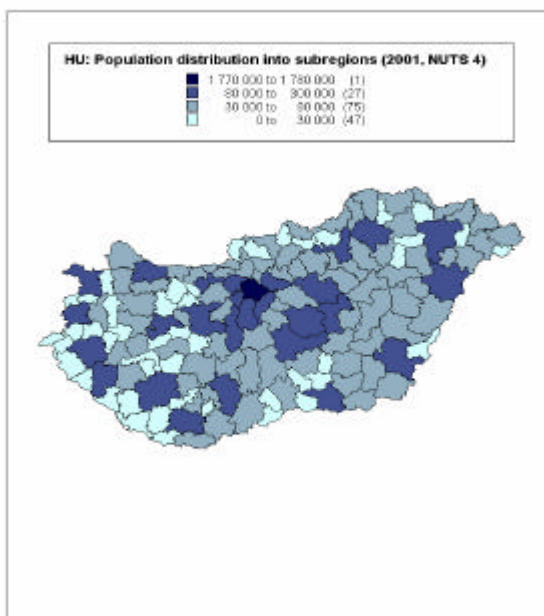 HU: Population distribution into subregions (2001, NUTS 4)
1 770 000 to 1 780 000 (1)
80 000 to 300 000 (27)
30 000 to 80 000 (75)
0 to 30 000 (47)